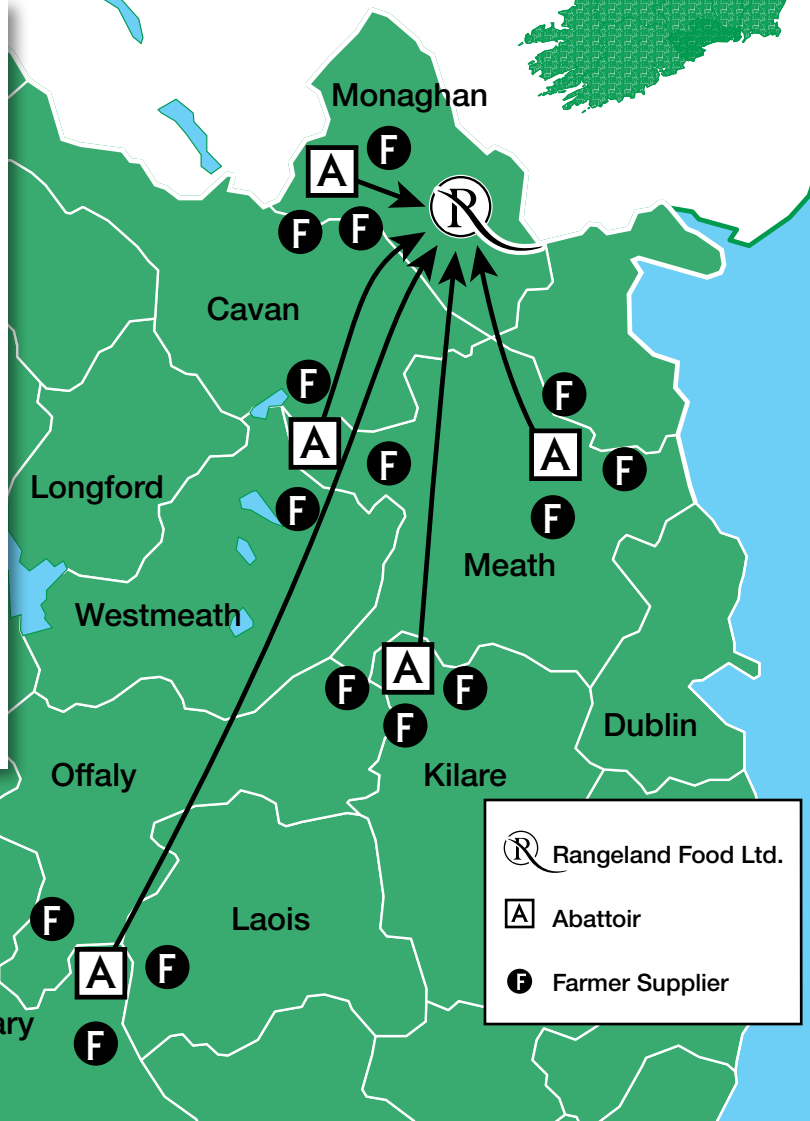 Monaghan
F
A
R
F
F
Cavan
F
F
A
A
F
F
Longford
F
F
Meath
Westmeath
A
F
F
F
Dublin
Offaly
Kilare
R Rangeland Food Ltd.
A Abattoir
F Farmer Supplier
F
Laois
A
F
ary
F